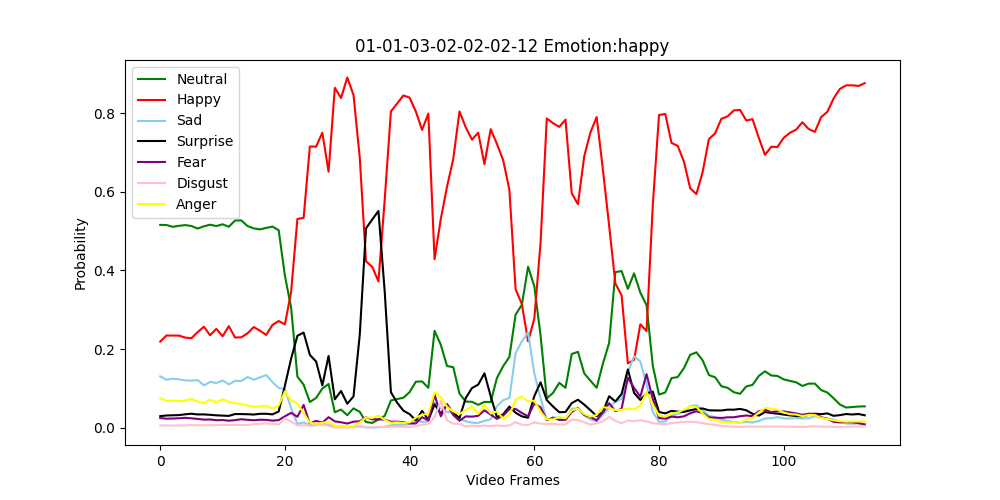 01-01-03-02-02-02-12 Emotion:happy
Neutral
Happy
Sad
Surprise
Fear
Disgust
Anger
Probability
0.8
0.6
0.4
0.2
0.0
0 20 40 60 80 100
Video Frames